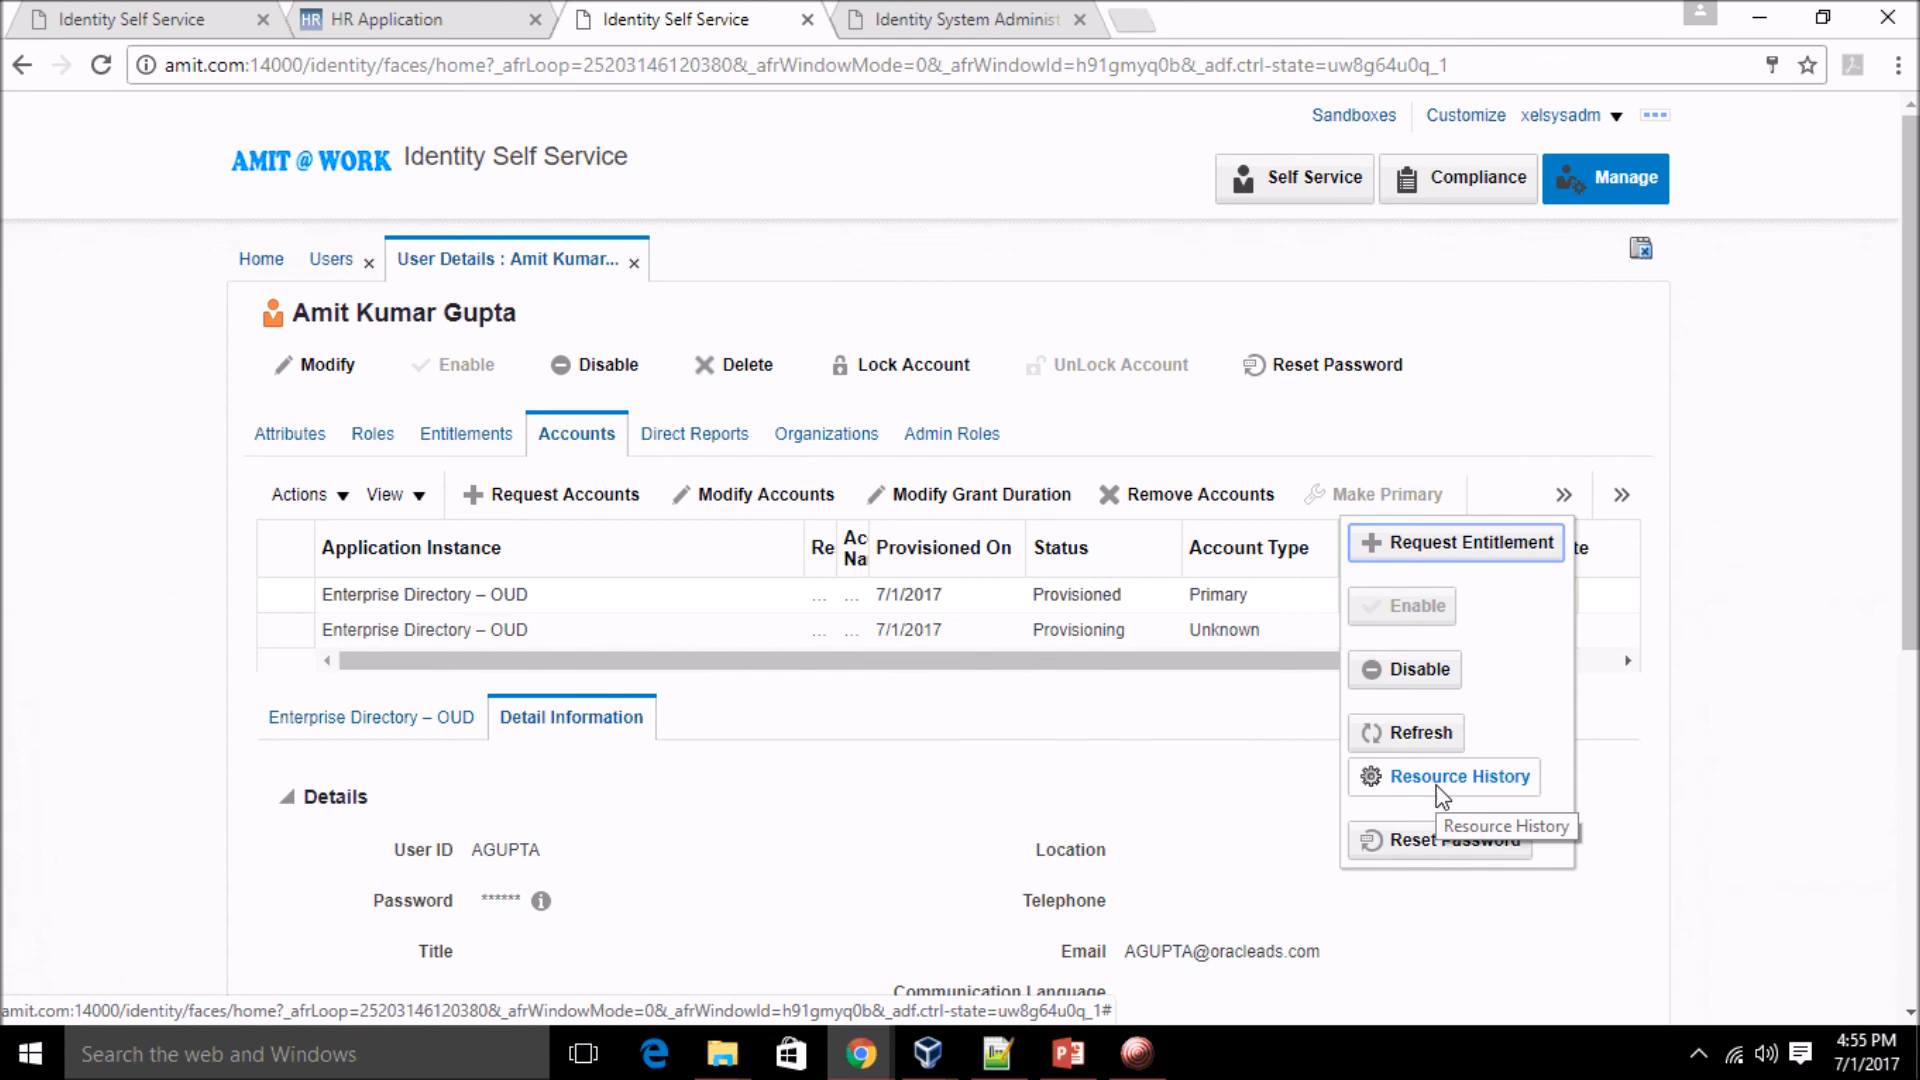 Identity Self Service
HR HR Application
Identity Self Service
Identity System Administ
amit.com:14000/identity/faces/home?_afrLoop=25203146120380&_afrWindowMode=0&_afrWindowId=h91gmyq0b&_adf.ctrl-state=uw8g64u0q_1
Sandboxes Customize xelsysadm
AMIT @ WORK Identity Self Service
Self Service Compliance Manage
Home Users User Details : Amit Kumar...
Amit Kumar Gupta
Modify Enable Disable Delete Lock Account UnLock Account Reset Password
Attributes Roles Entitlements Accounts Direct Reports Organizations Admin Roles
Actions View Request Accounts Modify Accounts Modify Grant Duration Remove Accounts Make Primary
Application Instance Re Acc Na Provisioned On Status Account Type te
Enterprise Directory – OUD ... ... 7/1/2017 Provisioned Primary
Enterprise Directory – OUD ... ... 7/1/2017 Provisioning Unknown
Request Entitlement
Enable
Disable
Refresh
Resource History
Resource History
Reset Password
Enterprise Directory – OUD Detail Information
Details
User ID AGUPTA Location
Password ****** Telephone
Title Email AGUPTA@oracleads.com
Communication Language
amit.com:14000/identity/faces/home?_afrLoop=25203146120380&_afrWindowMode=0&_afrWindowId=h91gmyq0b&_adf.ctrl-state=uw8g64u0q_1#
Search the web and Windows
4:55 PM
7/1/2017